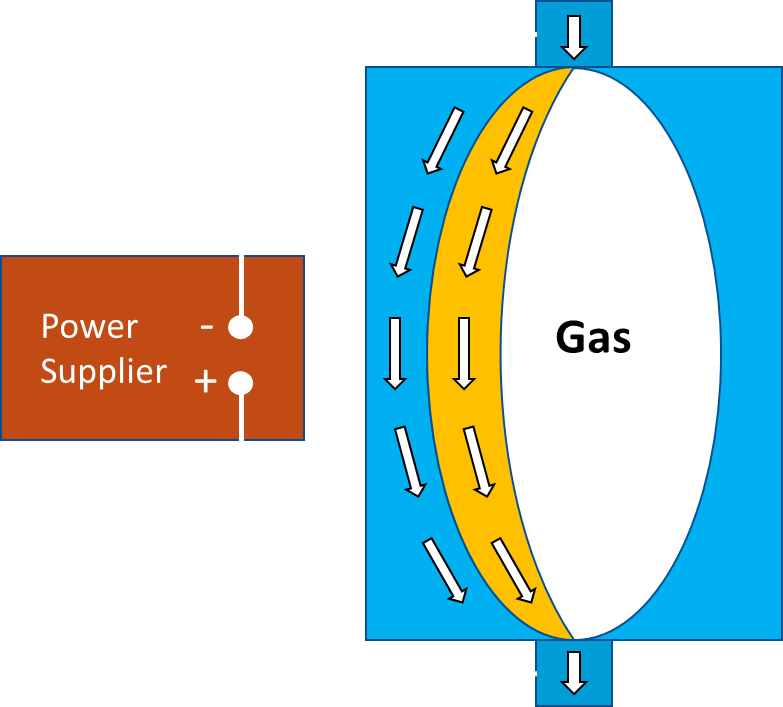 Power -
Supplier +
Gas